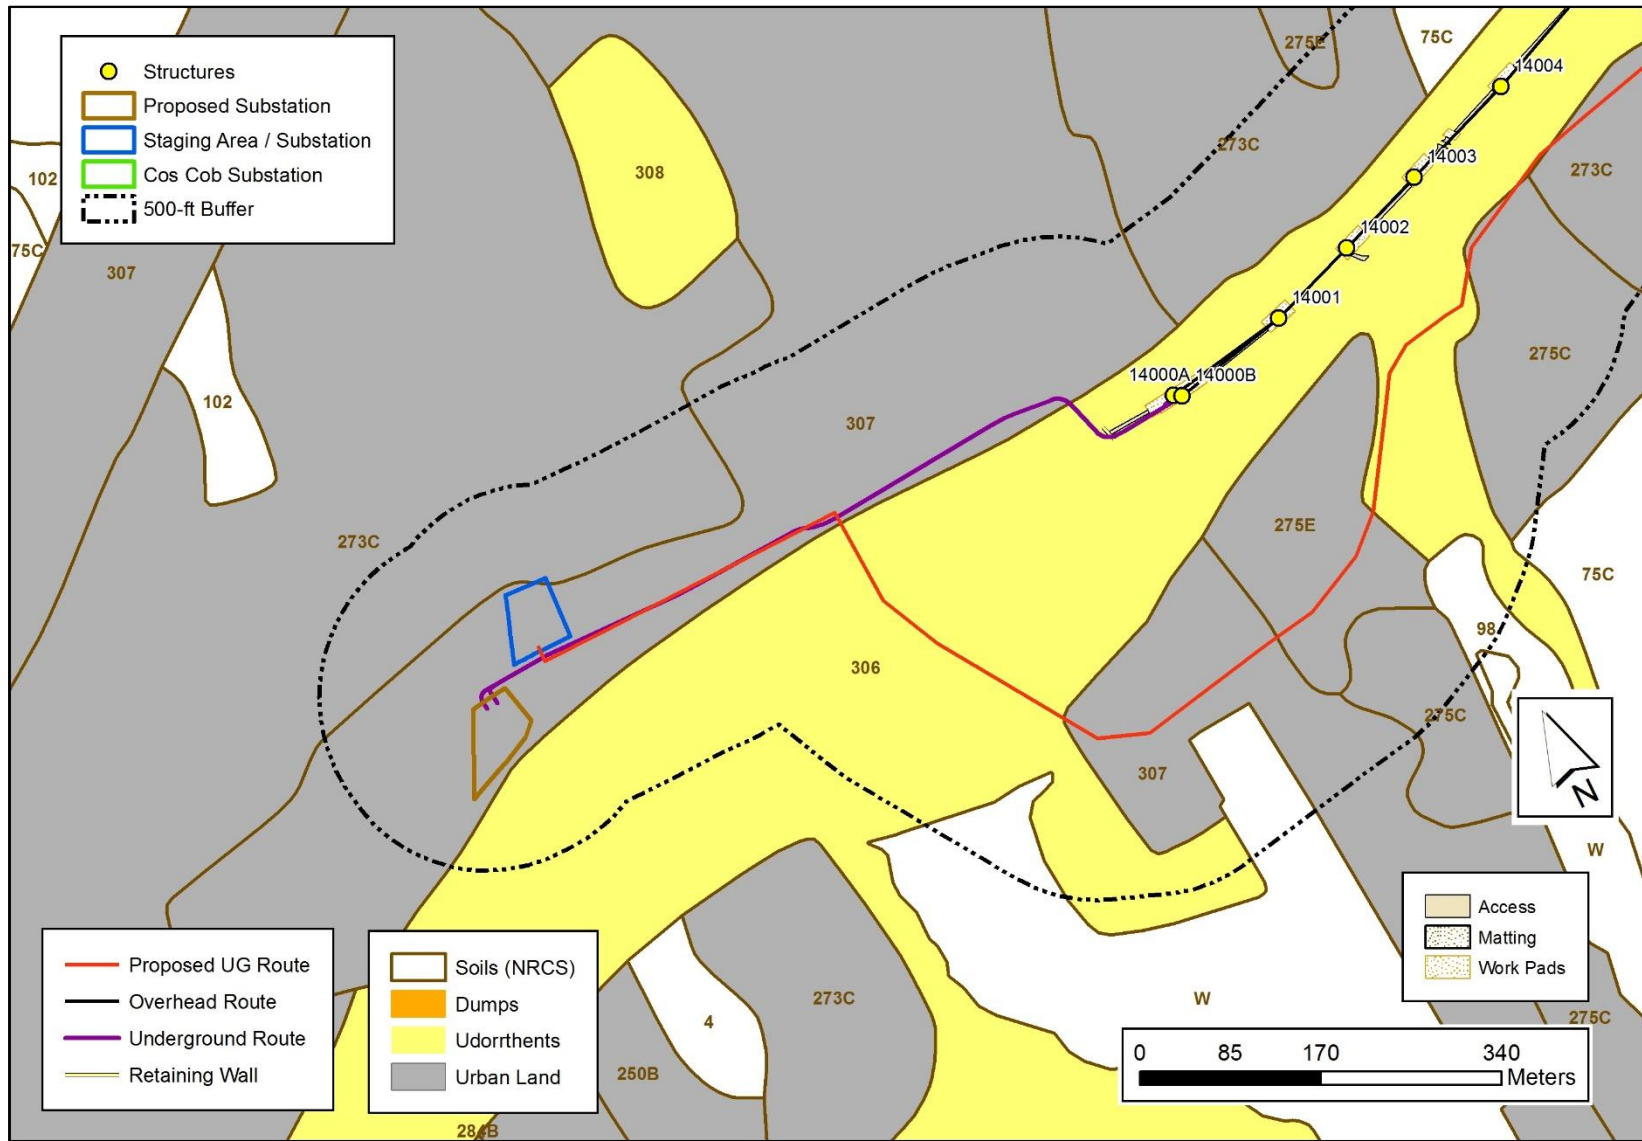 Structures
Proposed Substation
Staging Area / Substation
Cos Cob Substation
500-ft Buffer
275E
75C
14004
273C
14003
273C
102
308
75C
307
14002
14001
275C
14000A
14000B
102
307
275E
273C
75C
98
306
275C
307
N
W
Access
Matting
Work Pads
Proposed UG Route
Overhead Route
Underground Route
Retaining Wall
Soils (NRCS)
Dumps
Udorrthents
Urban Land
273C
W
4
275C
250B
284B
0 85 170 340
Meters